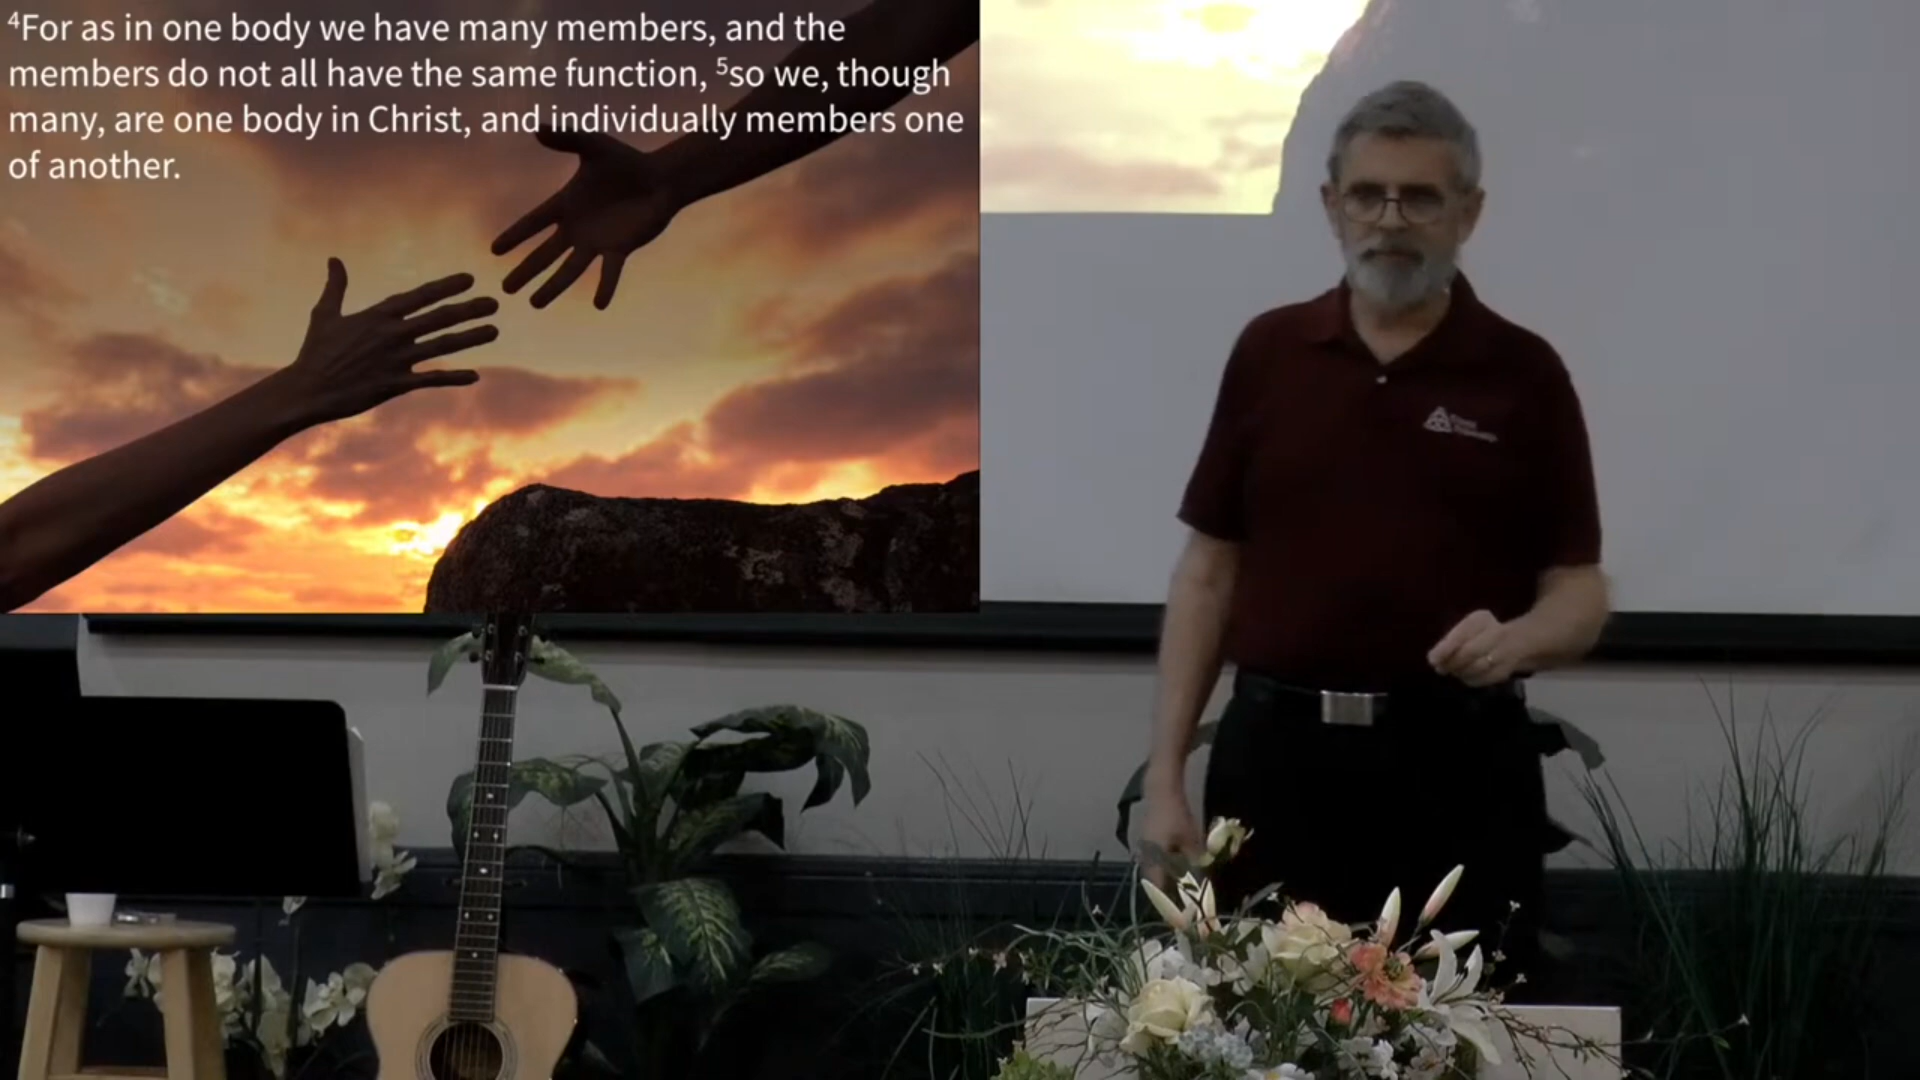 ⁴For as in one body we have many members, and the
members do not all have the same function, ⁵so we, though
many, are one body in Christ, and individually members one
of another.